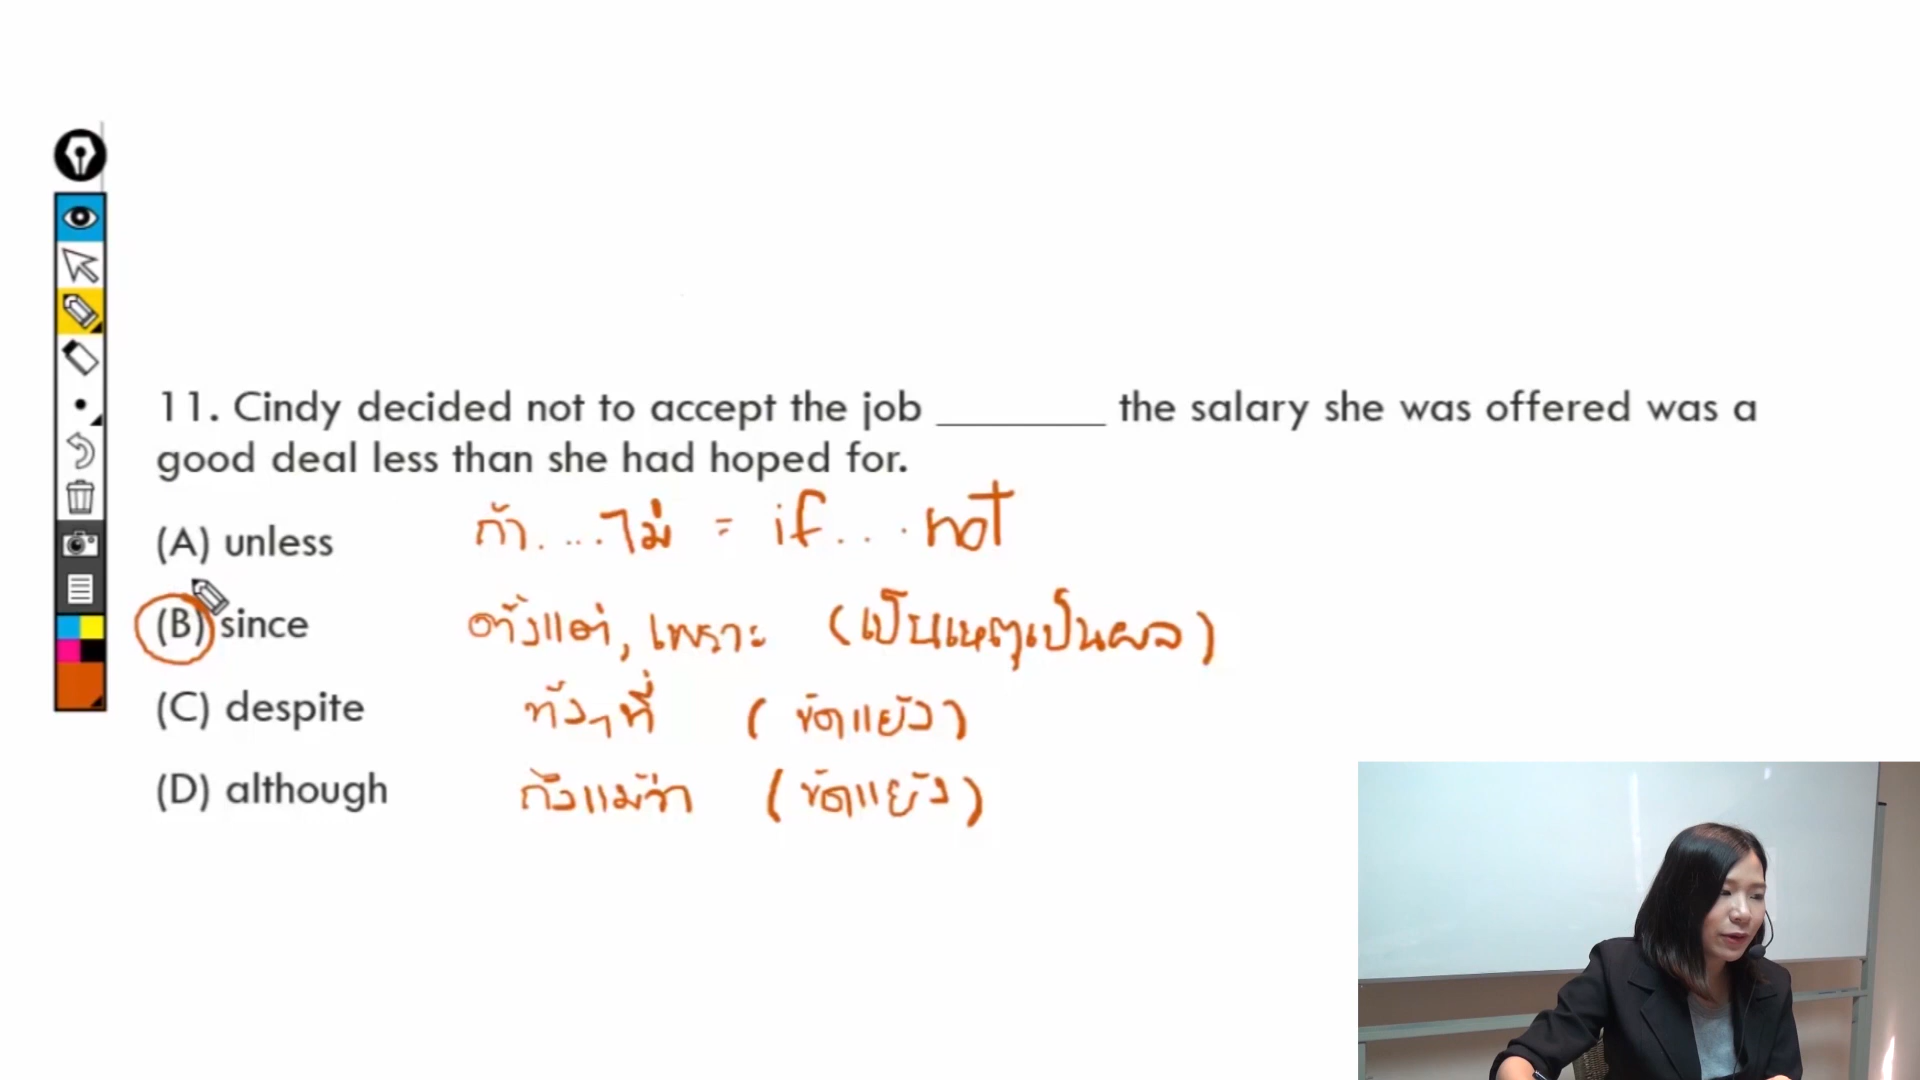 11. Cindy decided not to accept the job ________ the salary she was offered was a
good deal less than she had hoped for.
(A) unless ถ้า.....ไม่ = if....not
(B) since ตั้งแต่, เพราะ (เป็นเหตุเป็นผล)
(C) despite ทั้งๆที่ (ขัดแย้ง)
(D) although ถึงแม้ว่า (ขัดแย้ง)